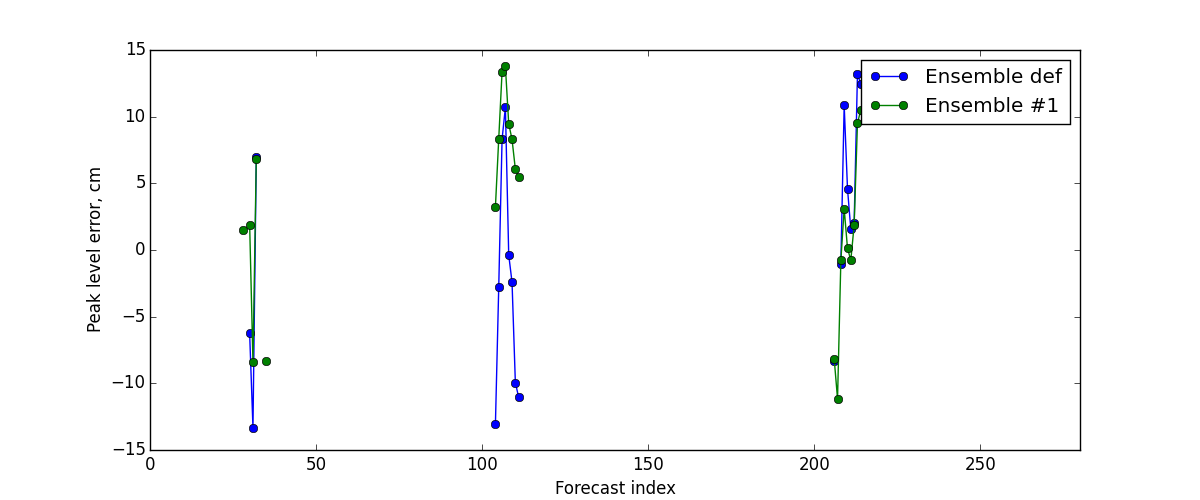 15
10
5
0
−5
−10
−15
Peak level error, cm
0 50 100 150 200 250
Forecast index
Ensemble def
Ensemble #1